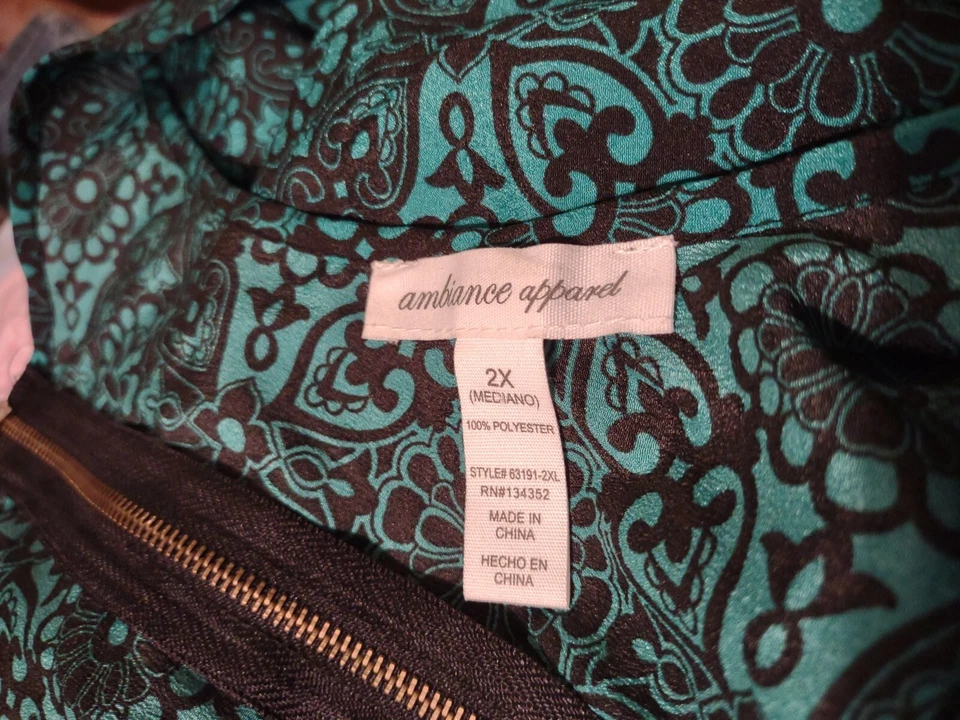 ambiance apparel
2X
(MEDIANO)
100% POLYESTER
STYLE# 63191-2XL
RN#134352
MADE IN
CHINA
HECHO EN
CHINA